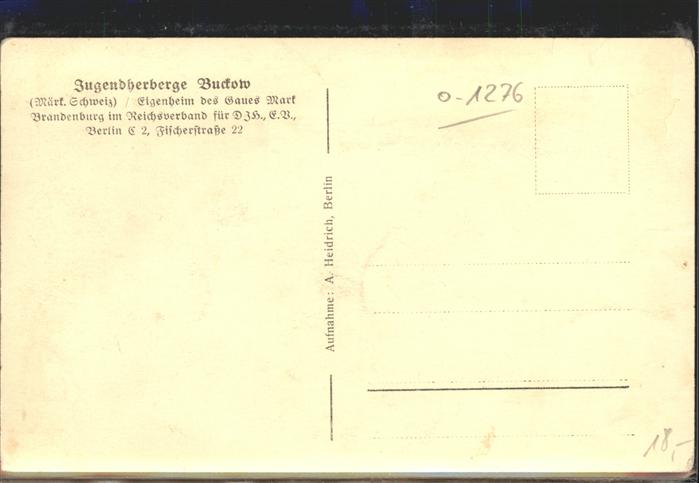 Jugendherberge Buckow
(Märk. Schweiz) / Eigenheim des Gaues Mark
Brandenburg im Reichsverband für DJH., E.V.,
Berlin C 2, Fischerstraße 22
o-1276
Aufnahme: A. Heidrich, Berlin
18,-